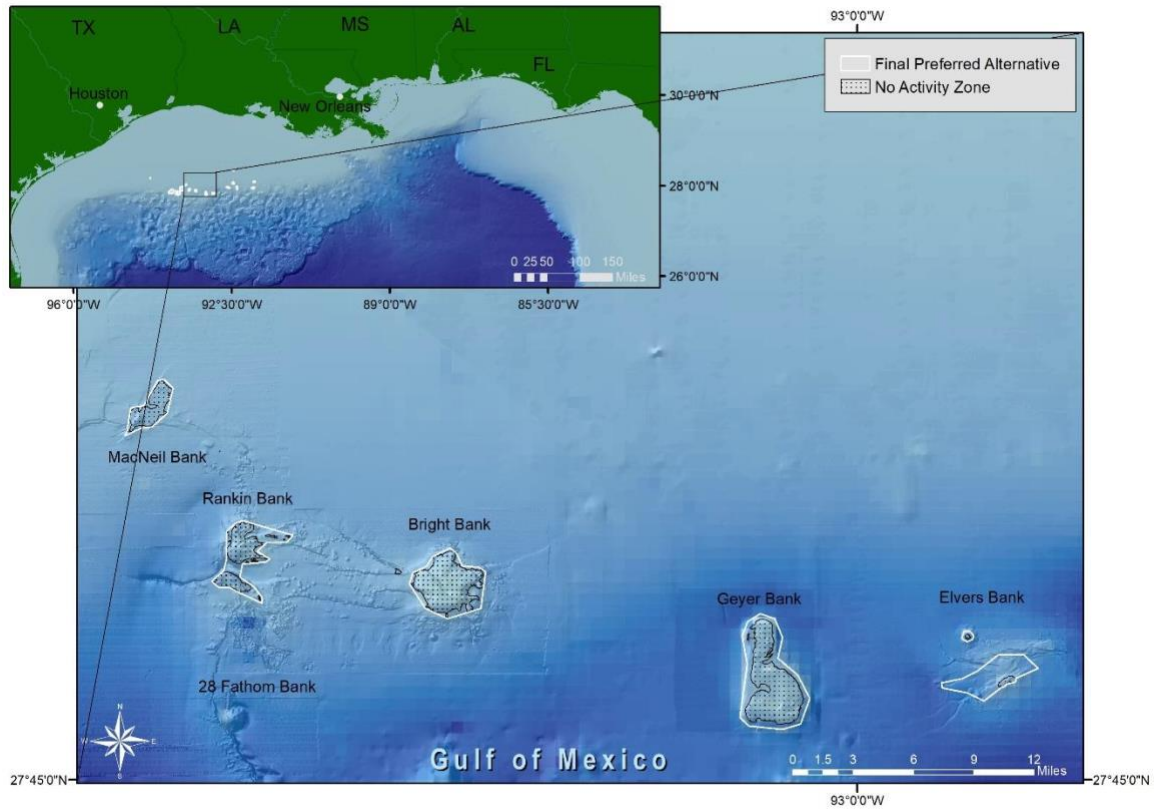 93°0'0"W
TX
LA
MS
AL
FL
Houston
New Orleans
Final Preferred Alternative
No Activity Zone
30°0'0"N
28°0'0"N
26°0'0"N
0 25 50 100 150
Miles
96°0'0"W
92°30'0"W
89°0'0"W
85°30'0"W
MacNeil Bank
Rankin Bank
Bright Bank
Geyer Bank
Elvers Bank
28 Fathom Bank
N
W E
S
Gulf of Mexico
0 1.5 3 6 9 12
Miles
27°45'0"N
27°45'0"N
93°0'0"W